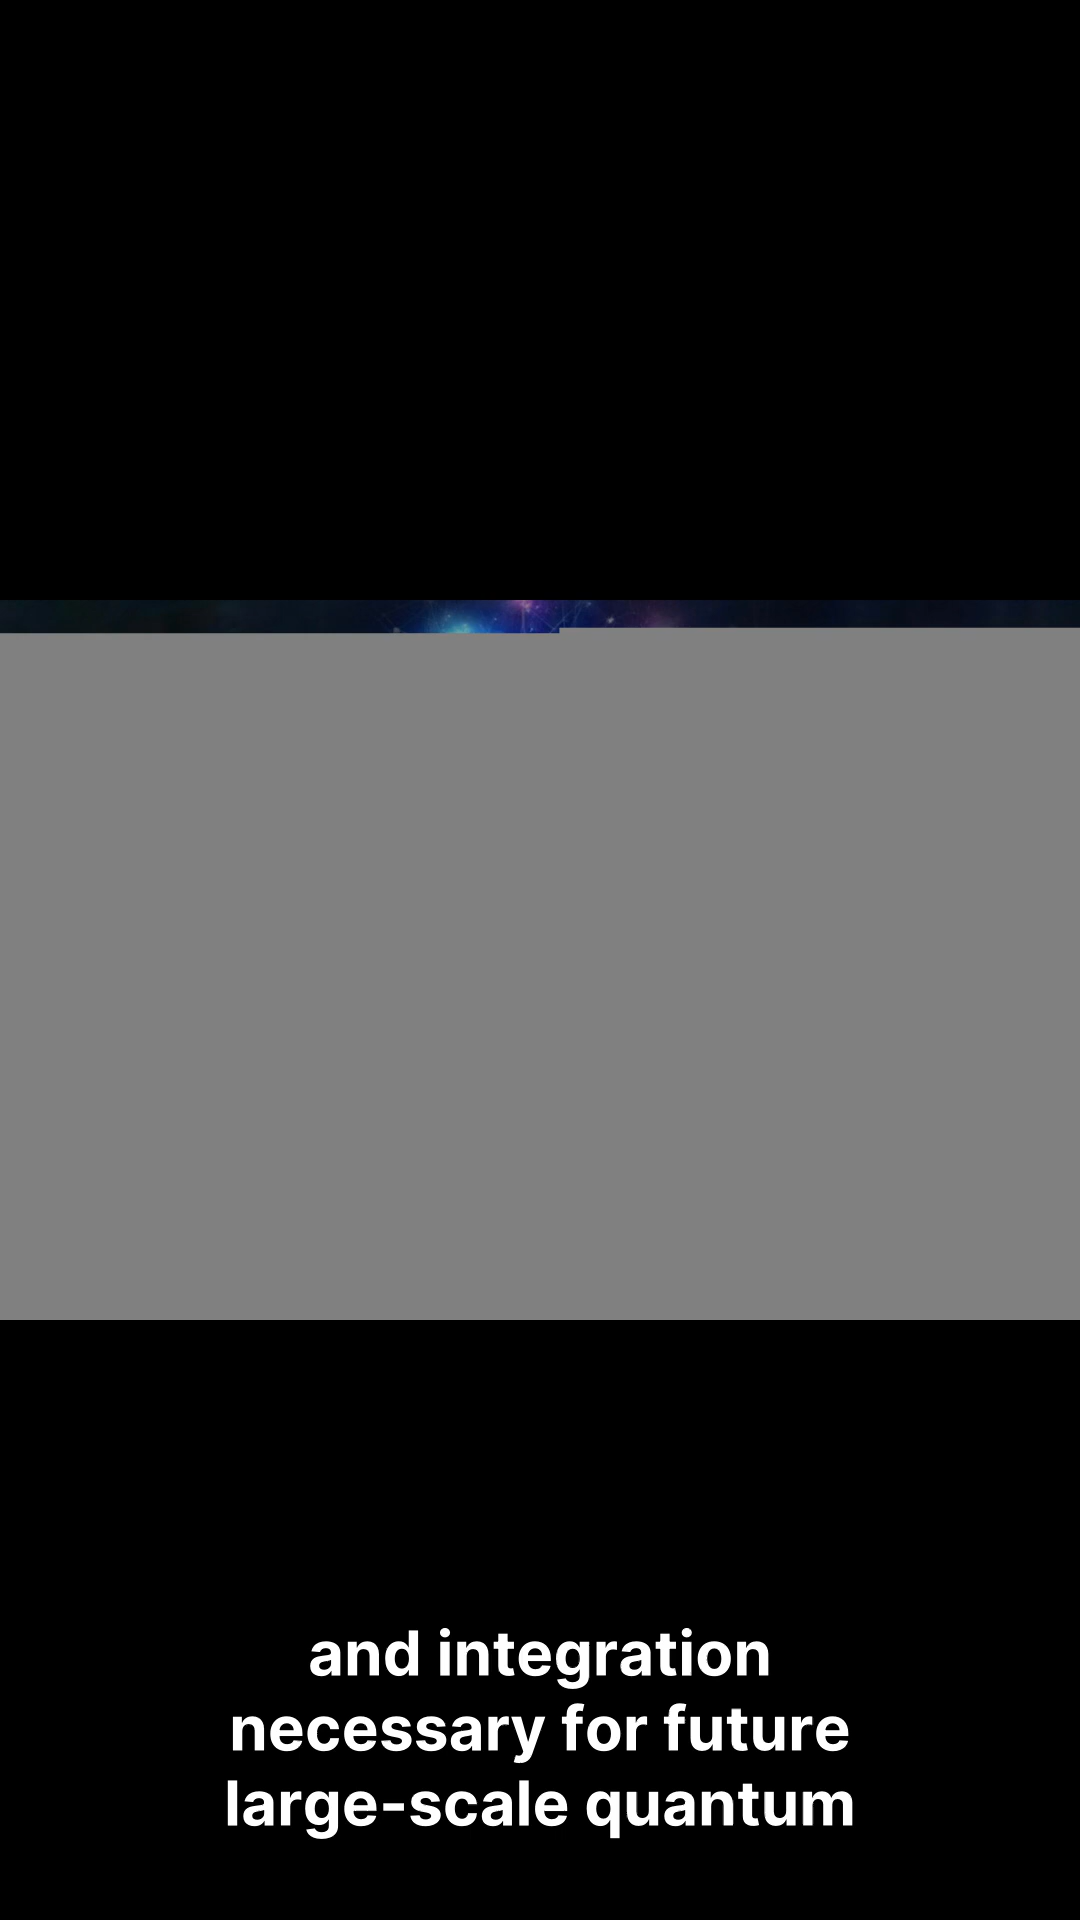 and integration
necessary for future
large-scale quantum